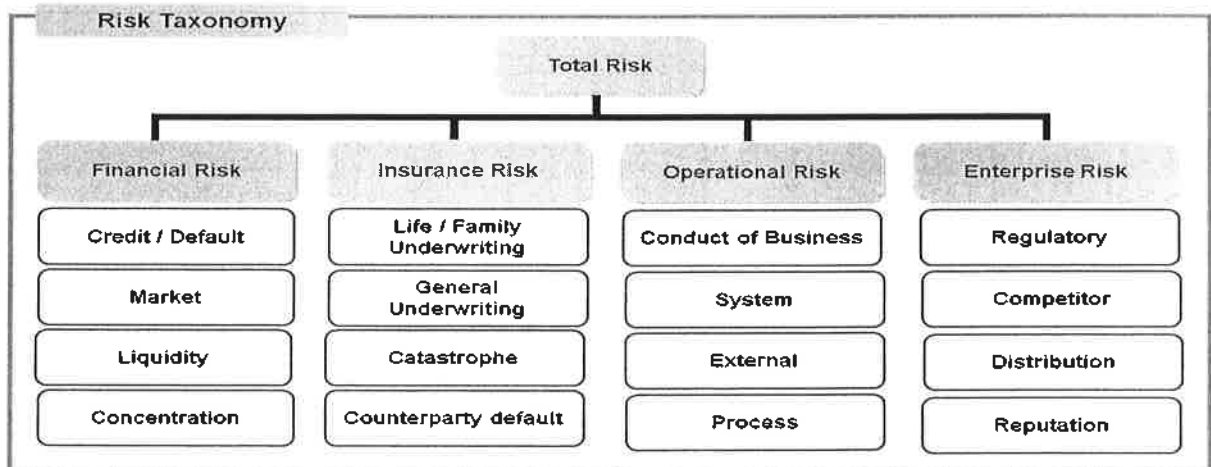 Risk Taxonomy
Total Risk
Financial Risk
Insurance Risk
Operational Risk
Enterprise Risk
Credit / Default
Life / Family
Underwriting
Conduct of Business
Regulatory
Market
General
Underwriting
System
Competitor
Liquidity
Catastrophe
External
Distribution
Concentration
Counterparty default
Process
Reputation